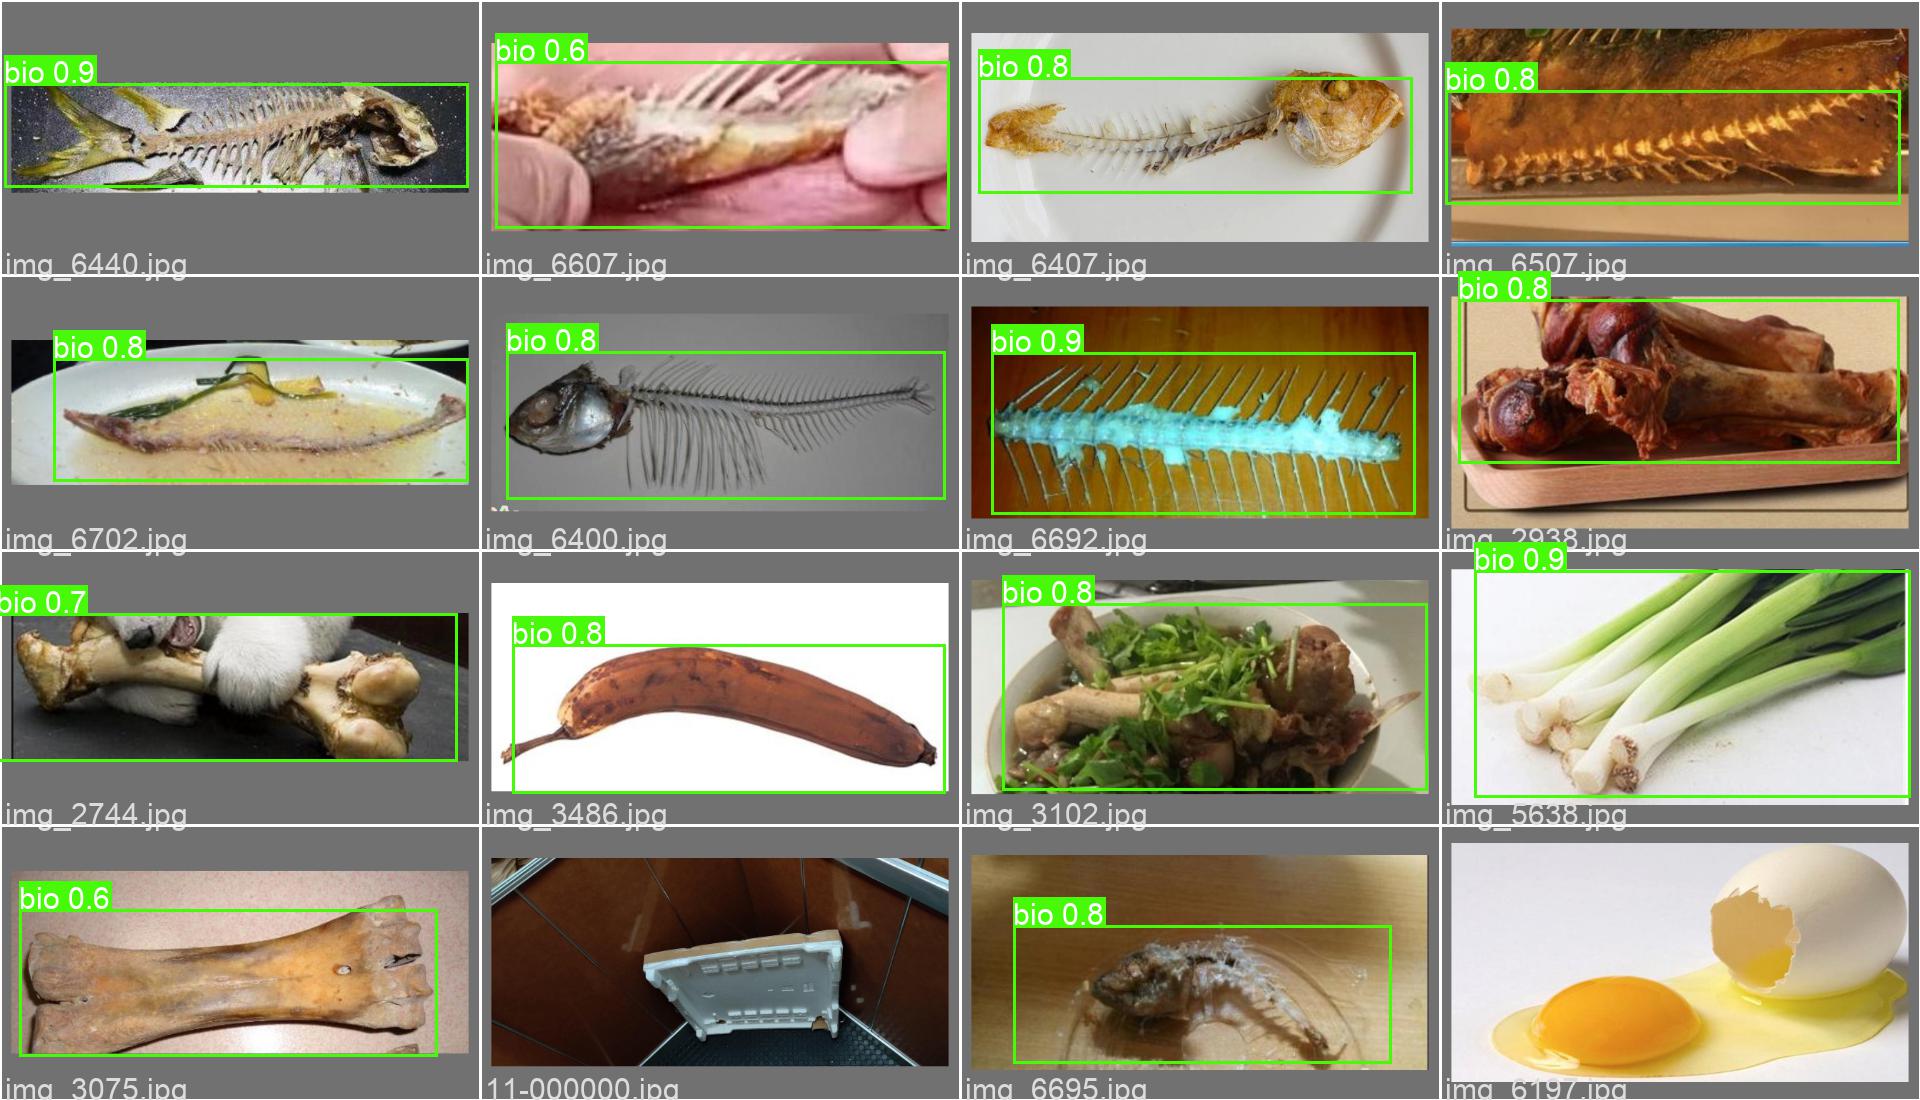 bio 0.9
bio 0.6
bio 0.8
bio 0.8
img_6440.jpg
img_6607.jpg
img_6407.jpg
img_6507.jpg
bio 0.8
bio 0.8
bio 0.9
bio 0.8
img_6702.jpg
img_6400.jpg
img_6692.jpg
img_2938.jpg
bio 0.7
bio 0.8
bio 0.8
bio 0.9
img_2744.jpg
img_3486.jpg
img_3102.jpg
img_5638.jpg
bio 0.6
bio 0.8
img_3075.jpg
11-000000.jpg
img_6695.jpg
img_6197.jpg